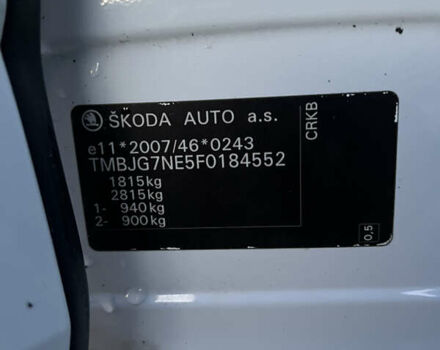 ŠKODA AUTO a.s.
e11*2007/46*0243
TMBJG7NE5F0184552
1815kg
2815kg
1- 940kg
2- 900kg
CRKB
0,5